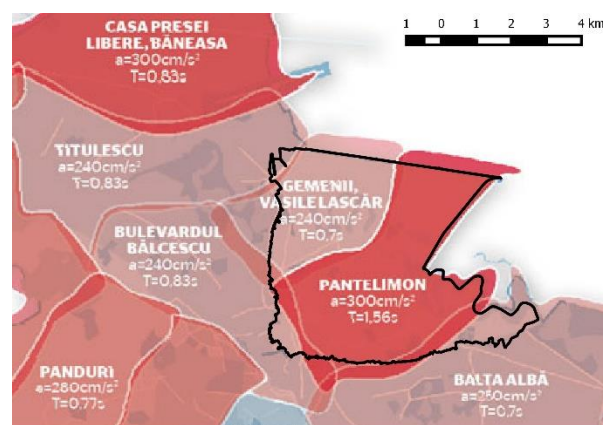 1 0 1 2 3 4 km
CASA PRESEI
LIBERE, BĂNEASA
a=300cm/s²
T=0,83s
TITULESCU
a=240cm/s²
T=0,83s
GEMENII,
VASILE LASCĂR
a=240cm/s²
T=0,7s
BULEVARDUL
BĂLCESCU
a=240cm/s²
T=0,83s
PANTELIMON
a=300cm/s²
T=1,56s
PANDURI
a=280cm/s²
T=0,77s
BALTA ALBĂ
a=280cm/s²
T=0,7s